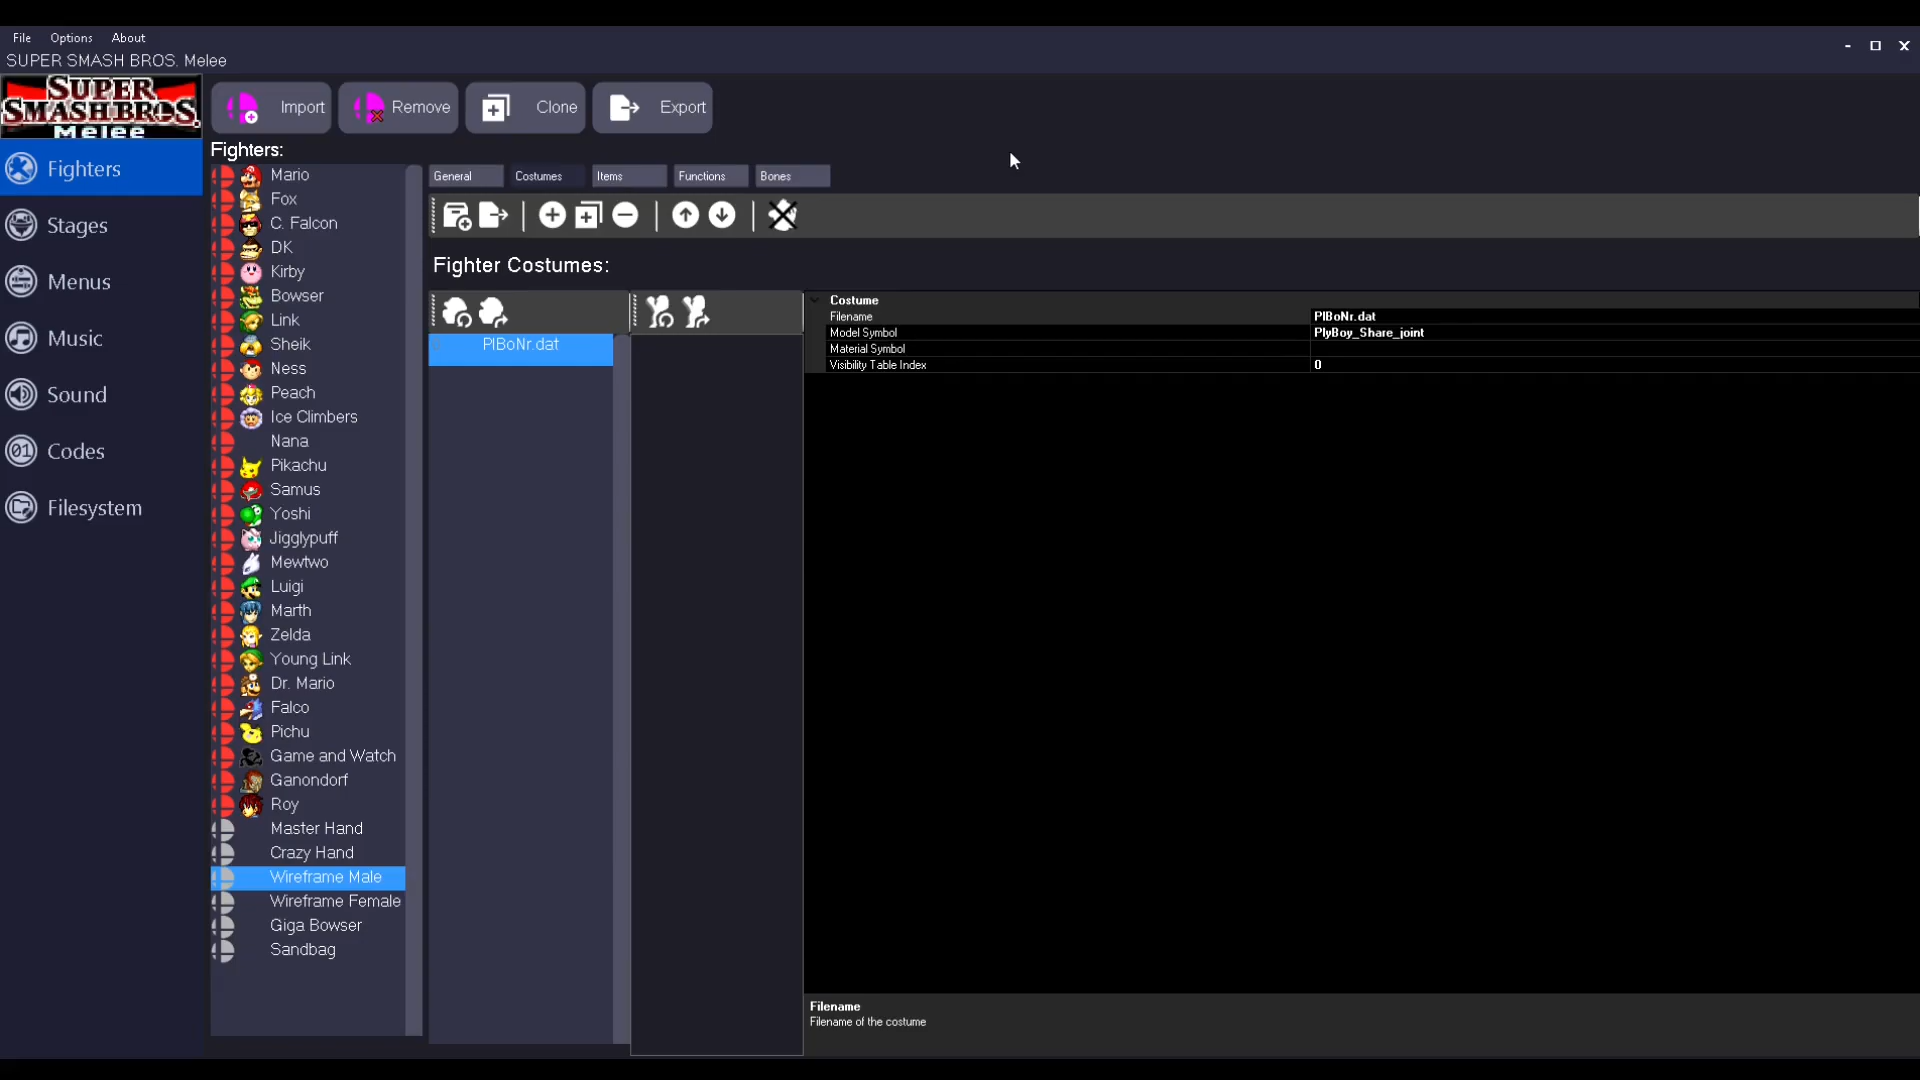 File Options About
SUPER SMASH BROS. Melee
SUPER
SMASH BROS.
Melee
Import Remove Clone Export
Fighters:
Fighters
Stages
Menus
Music
Sound
Codes
Filesystem
Mario
Fox
C. Falcon
DK
Kirby
Bowser
Link
Sheik
Ness
Peach
Ice Climbers
Nana
Pikachu
Samus
Yoshi
Jigglypuff
Mewtwo
Luigi
Marth
Zelda
Young Link
Dr. Mario
Falco
Pichu
Game and Watch
Ganondorf
Roy
Master Hand
Crazy Hand
Wireframe Male
Wireframe Female
Giga Bowser
Sandbag
General Costumes Items Functions Bones
Fighter Costumes:
PlBoNr.dat
Costume
Filename PlBoNr.dat
Model Symbol PlyBoy_Share_joint
Material Symbol
Visibility Table Index 0
Filename
Filename of the costume